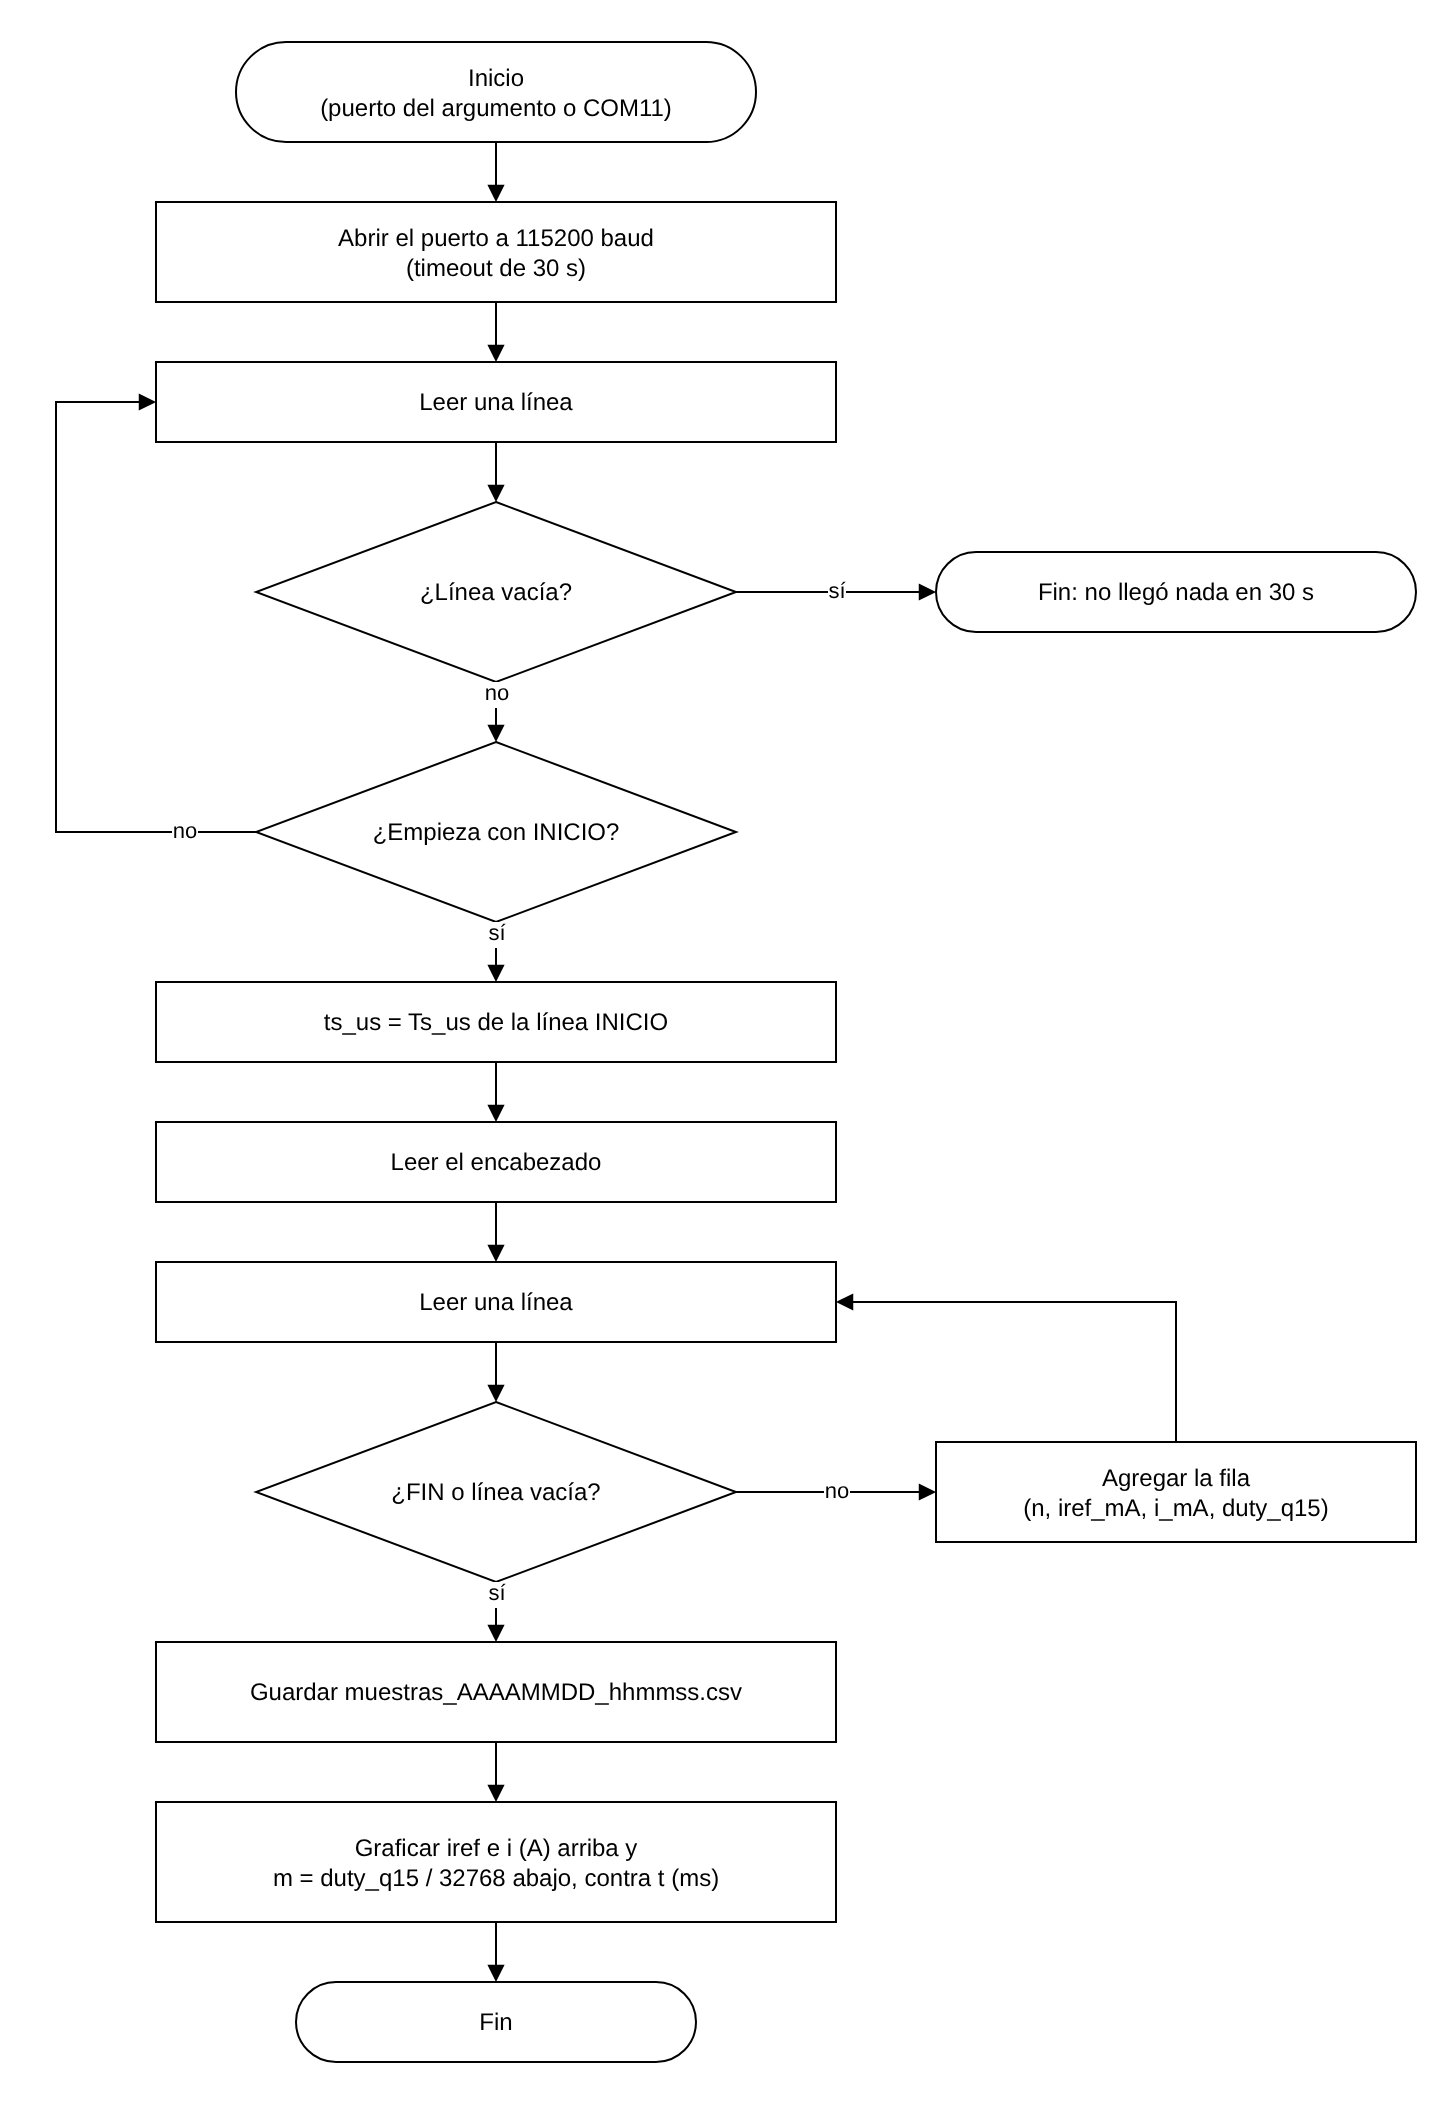 Inicio
(puerto del argumento o COM11)
Abrir el puerto a 115200 baud
(timeout de 30 s)
Leer una línea
¿Línea vacía?
sí
Fin: no llegó nada en 30 s
no
¿Empieza con INICIO?
no
sí
ts_us = Ts_us de la línea INICIO
Leer el encabezado
Leer una línea
¿FIN o línea vacía?
no
Agregar la fila
(n, iref_mA, i_mA, duty_q15)
sí
Guardar muestras_AAAAMMDD_hhmmss.csv
Graficar iref e i (A) arriba y
m = duty_q15 / 32768 abajo, contra t (ms)
Fin